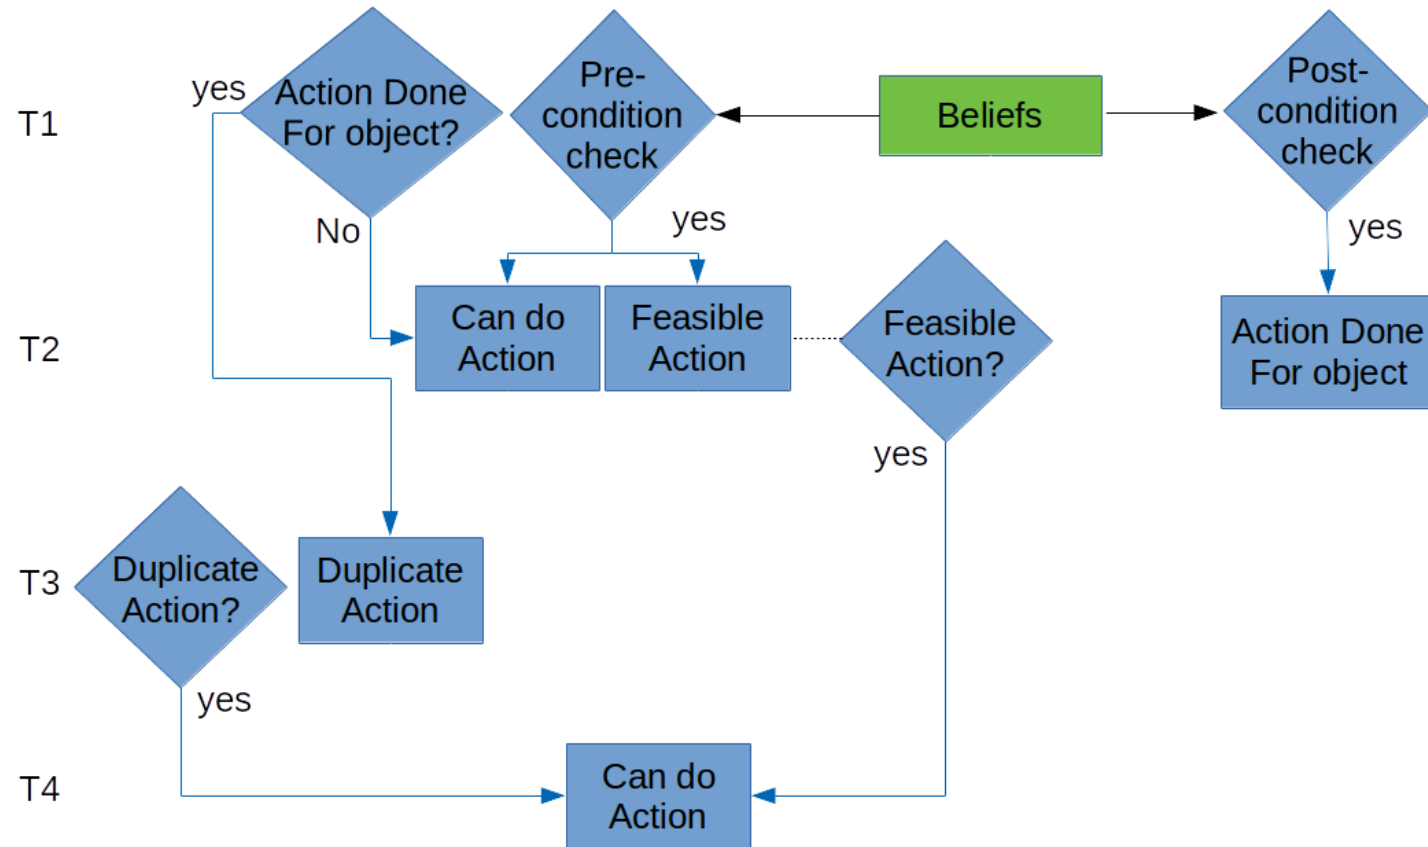 T1
yes
Action Done
For object?
Pre-
condition
check
Beliefs
Post-
condition
check
No
yes
yes
T2
Can do
Action
Feasible
Action
Feasible
Action?
Action Done
For object
yes
T3
Duplicate
Action?
Duplicate
Action
yes
T4
Can do
Action